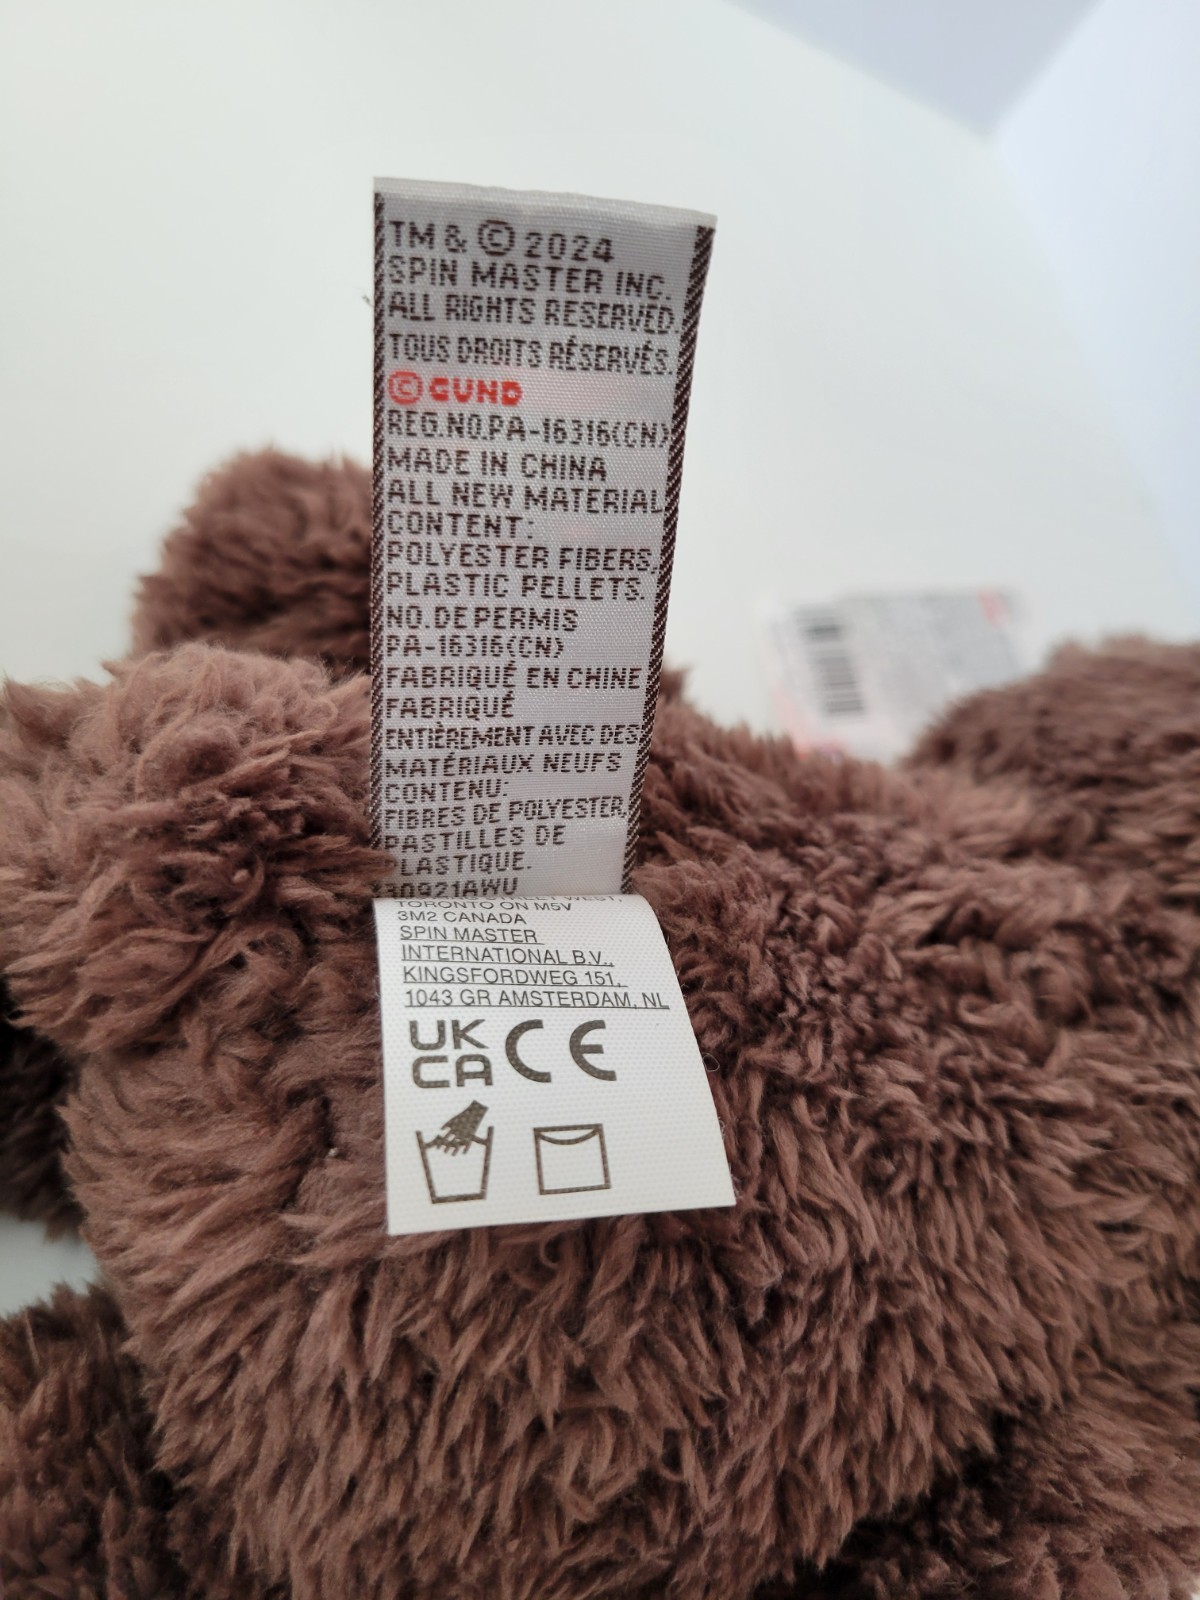 TM & © 2024
SPIN MASTER INC.
ALL RIGHTS RESERVED.
TOUS DROITS RÉSERVÉS.
© GUND
REG.NO.PA-16316(CN)
MADE IN CHINA
ALL NEW MATERIAL
CONTENT:
POLYESTER FIBERS,
PLASTIC PELLETS.
NO. DE PERMIS
PA-16316(CN)
FABRIQUÉ EN CHINE
FABRIQUÉ
ENTIÈREMENT AVEC DES
MATÉRIAUX NEUFS
CONTENU:
FIBRES DE POLYESTER,
PASTILLES DE
PLASTIQUE.
30921AWU
WEST,
TORONTO ON M5V
3M2 CANADA
SPIN MASTER
INTERNATIONAL B.V.,
KINGSFORDWEG 151,
1043 GR AMSTERDAM, NL
UK
CA CE